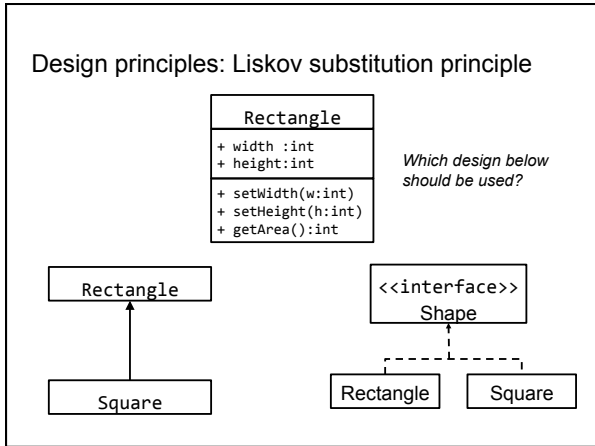 Design principles: Liskov substitution principle
Rectangle
+ width :int
+ height:int
+ setWidth(w:int)
+ setHeight(h:int)
+ getArea():int
Which design below
should be used?
Rectangle
Square
<<interface>>
Shape
Rectangle
Square